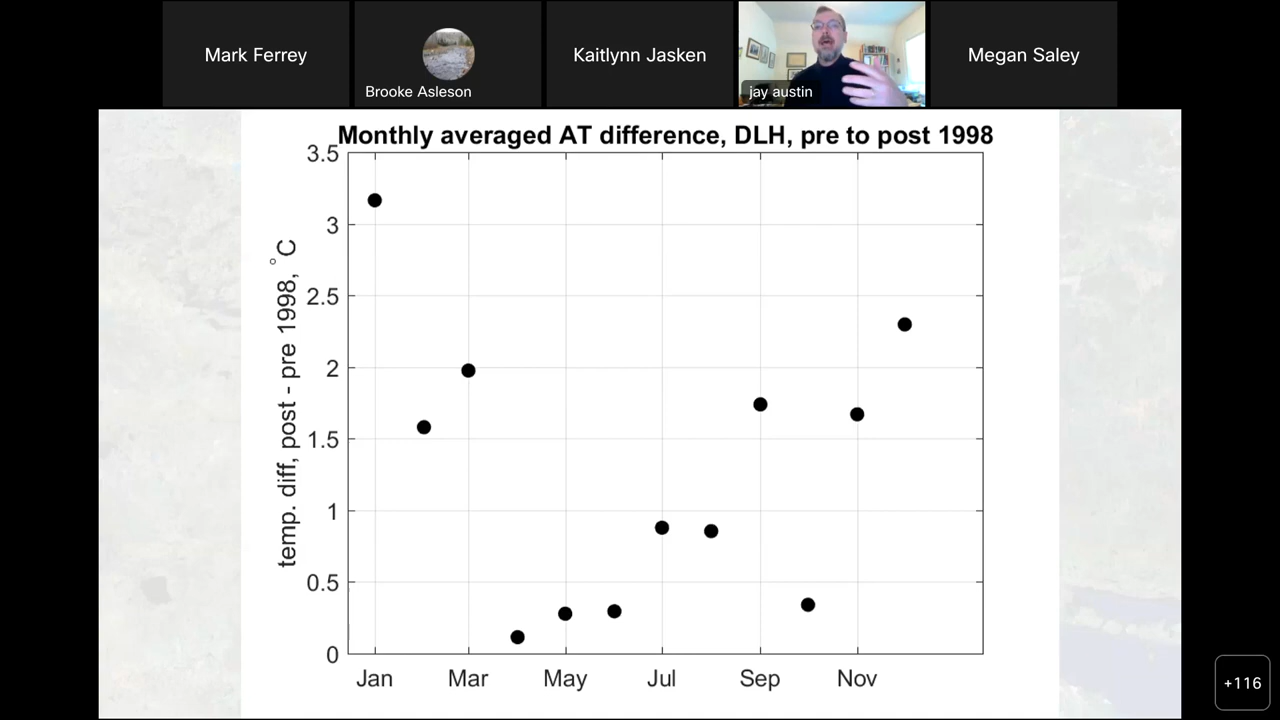 Mark Ferrey
Brooke Asleson
Kaitlynn Jasken
jay austin
Megan Saley
Monthly averaged AT difference, DLH, pre to post 1998
temp. diff, post - pre 1998, °C
3.5
3
2.5
2
1.5
1
0.5
0
Jan Mar May Jul Sep Nov
+116